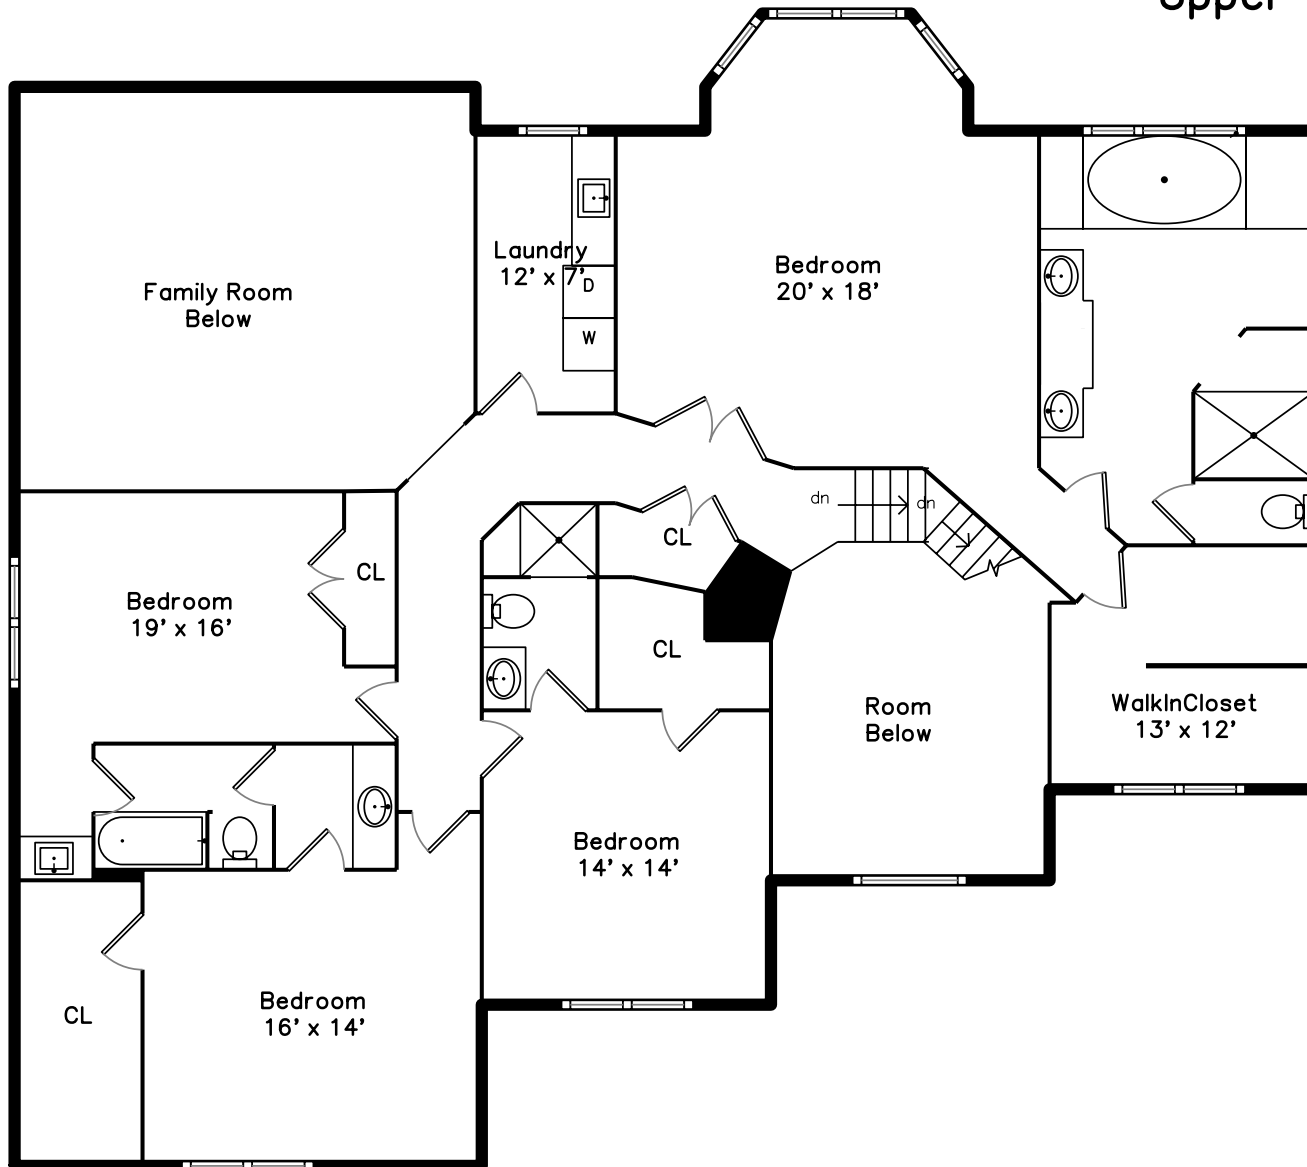 Upper
Laundry
12' x 7'
D
W
Bedroom
20' x 18'
Family Room
Below
dn
dn
CL
CL
Bedroom
19' x 16'
CL
Room
Below
WalkInCloset
13' x 12'
Bedroom
14' x 14'
Bedroom
16' x 14'
CL